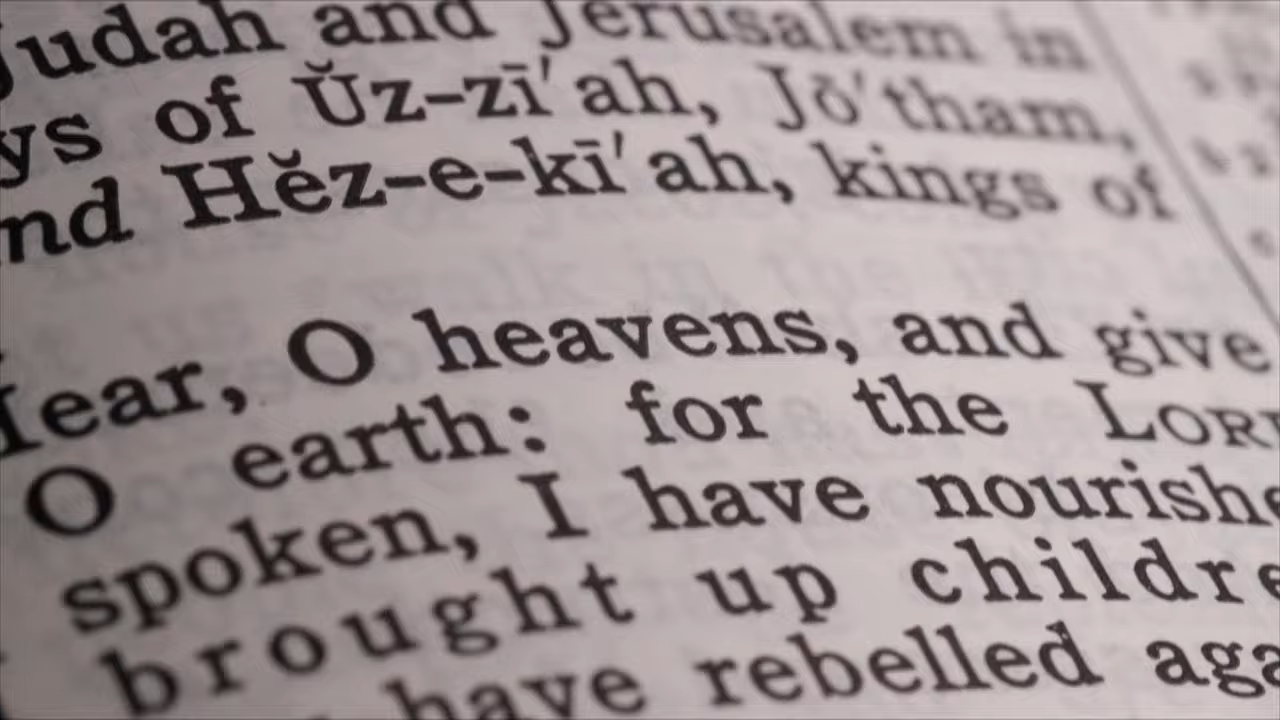 Judah and Jerusalem in
ys of Ŭz-zī′ah, Jō′tham,
nd Hĕz-e-kī′ah, kings of
Hear, O heavens, and give
O earth: for the LORD
spoken, I have nourishe
brought up childre
have rebelled aga